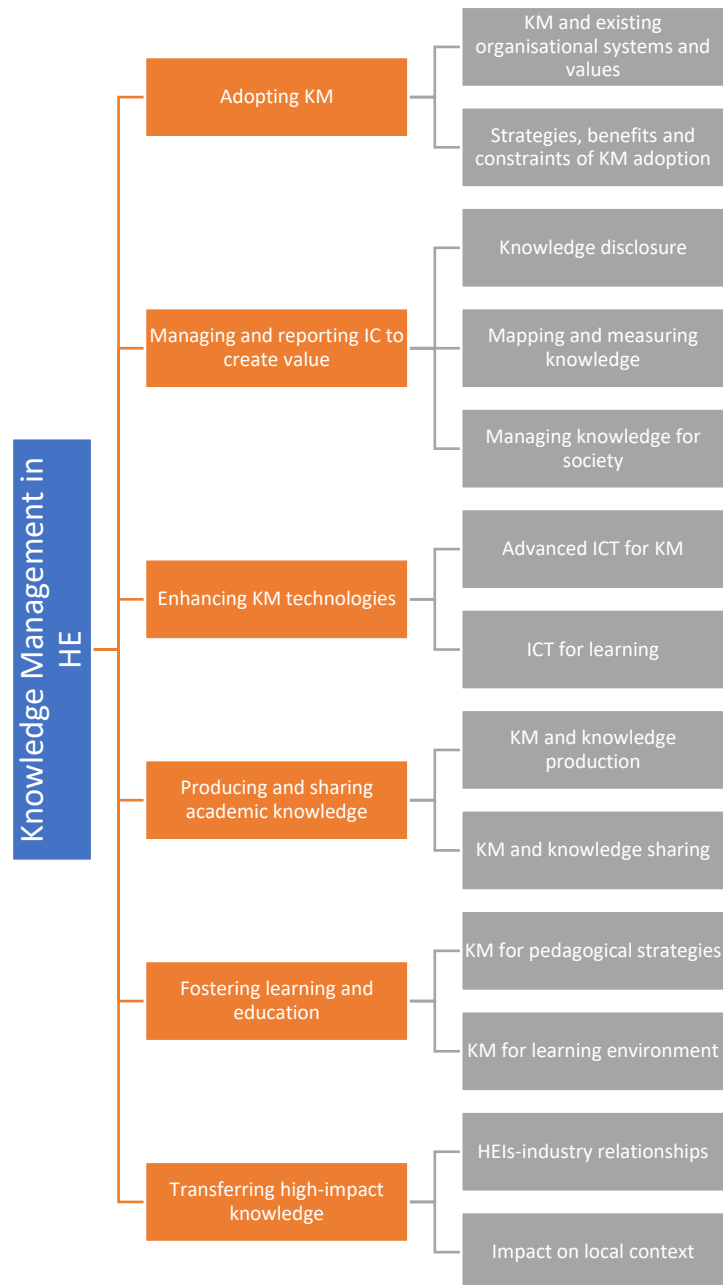 Knowledge Management in
HE
Adopting KM
KM and existing
organisational systems and
values
Strategies, benefits and
constraints of KM adoption
Managing and reporting IC to
create value
Knowledge disclosure
Mapping and measuring
knowledge
Managing knowledge for
society
Enhancing KM technologies
Advanced ICT for KM
ICT for learning
Producing and sharing
academic knowledge
KM and knowledge
production
KM and knowledge sharing
Fostering learning and
education
KM for pedagogical strategies
KM for learning environment
Transferring high-impact
knowledge
HEIs-industry relationships
Impact on local context